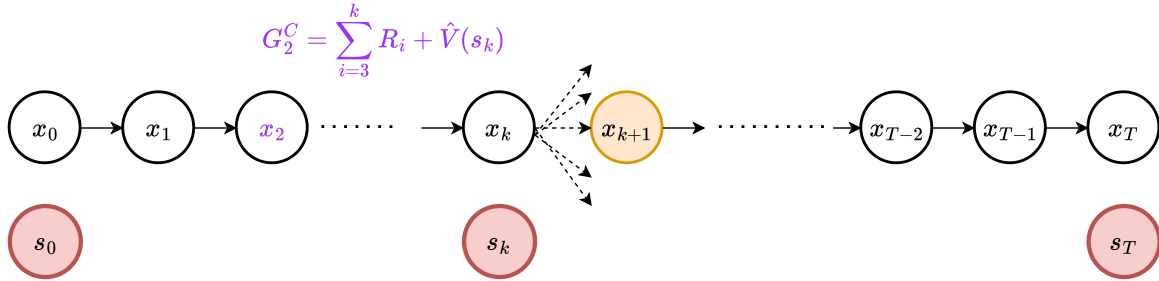 G_2^C = \sum_{i=3}^{k} R_i + \hat{V}(s_k)
x_0 x_1 x_2 ....... x_k x_{k+1} .......... x_{T-2} x_{T-1} x_T
s_0 s_k s_T